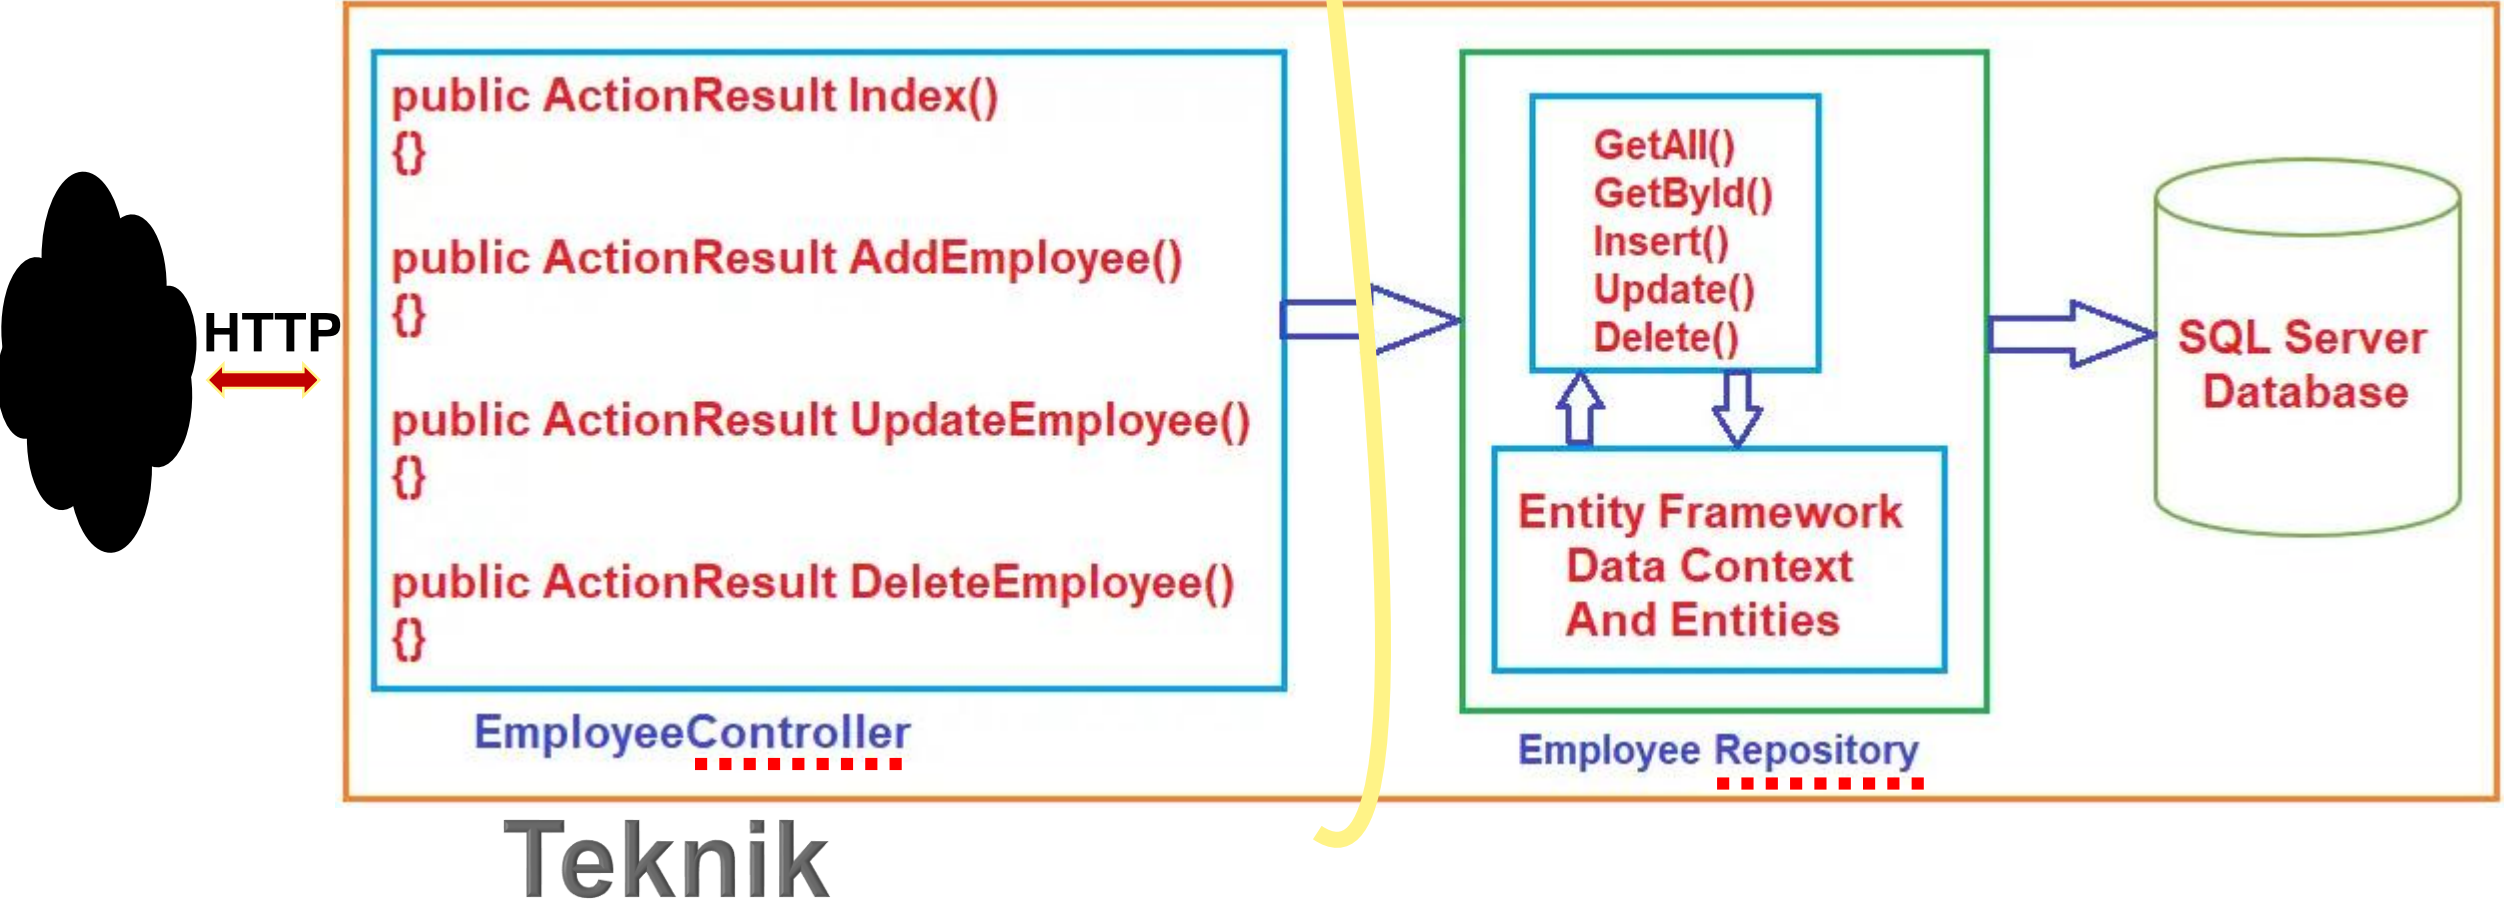 HTTP
public ActionResult Index()
{}
public ActionResult AddEmployee()
{}
public ActionResult UpdateEmployee()
{}
public ActionResult DeleteEmployee()
{}
EmployeeController
GetAll()
GetById()
Insert()
Update()
Delete()
Entity Framework
Data Context
And Entities
Employee Repository
SQL Server
Database
Teknik